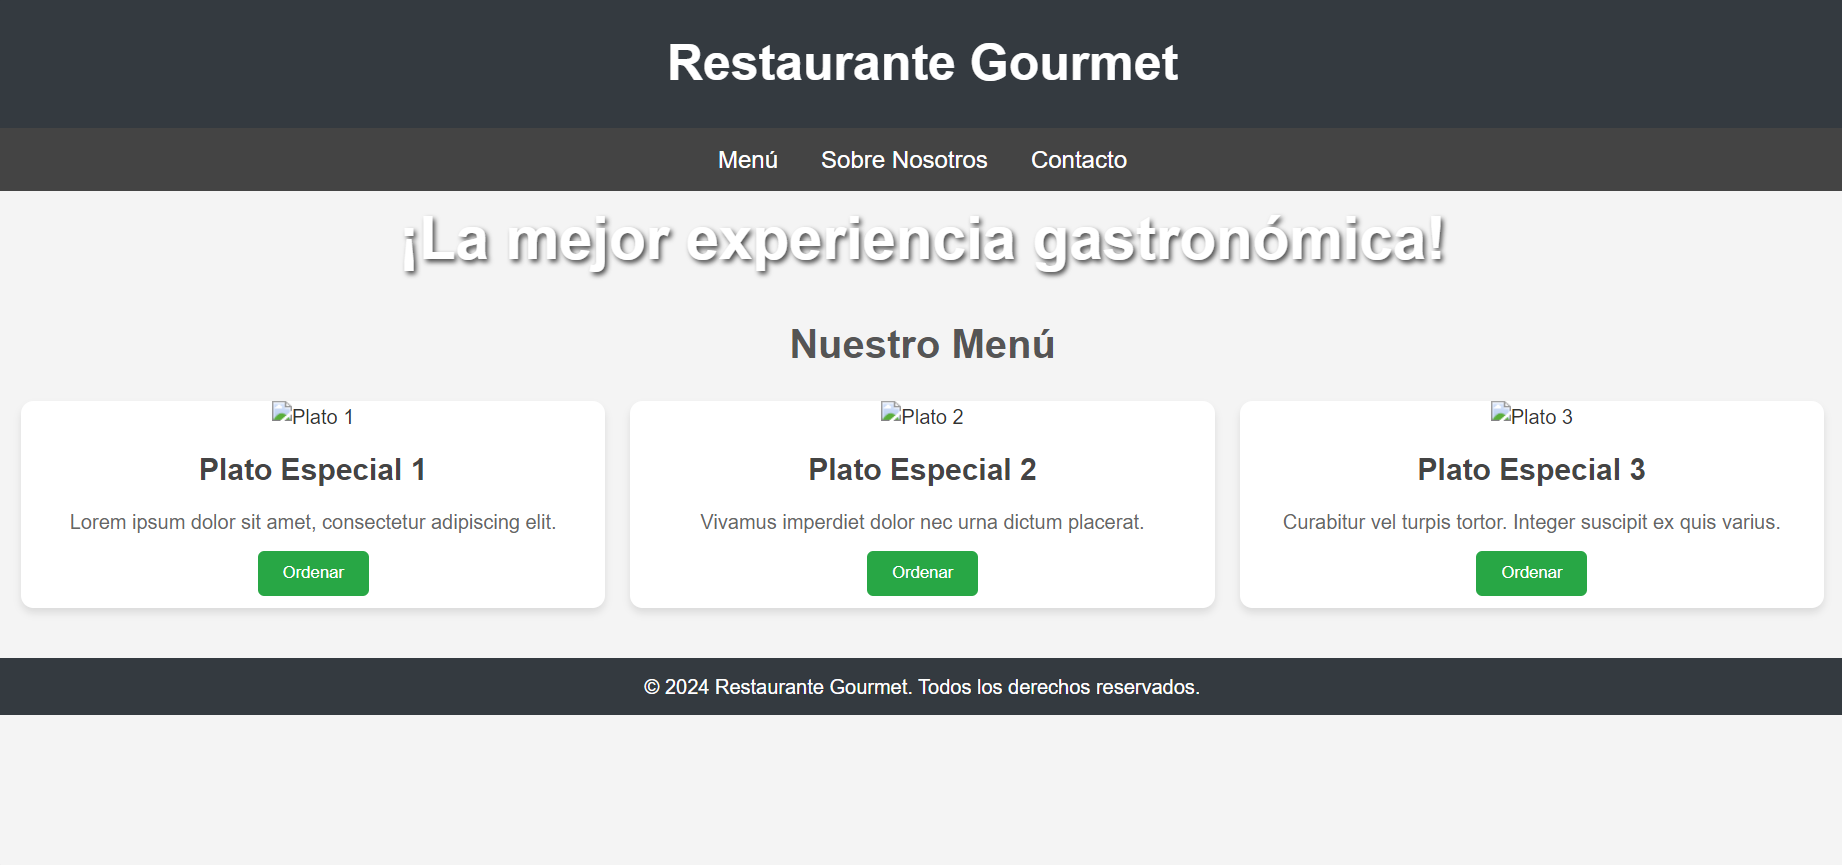 Restaurante Gourmet
Menú Sobre Nosotros Contacto
¡La mejor experiencia gastronómica!
Nuestro Menú
Plato 1
Plato Especial 1
Lorem ipsum dolor sit amet, consectetur adipiscing elit.
Ordenar
Plato 2
Plato Especial 2
Vivamus imperdiet dolor nec urna dictum placerat.
Ordenar
Plato 3
Plato Especial 3
Curabitur vel turpis tortor. Integer suscipit ex quis varius.
Ordenar
© 2024 Restaurante Gourmet. Todos los derechos reservados.